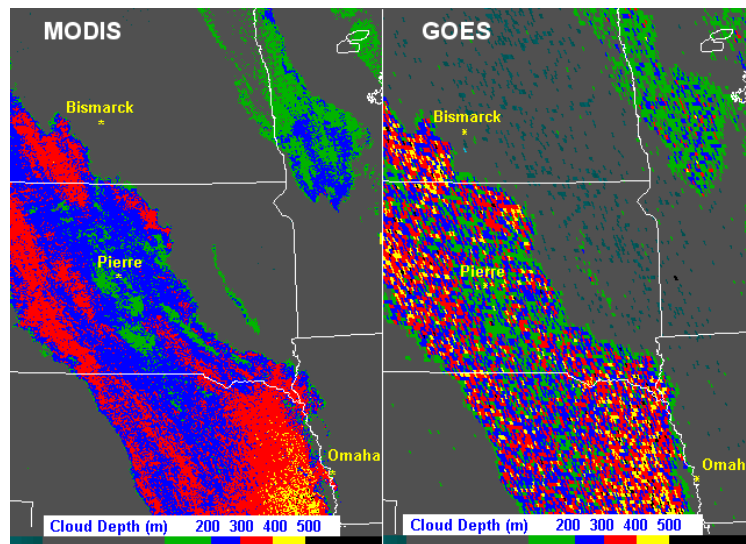 MODIS
Bismarck
Pierre
Omaha
Cloud Depth (m) 200 300 400 500
GOES
Bismarck
Pierre
Omah
Cloud Depth (m) 200 300 400 500